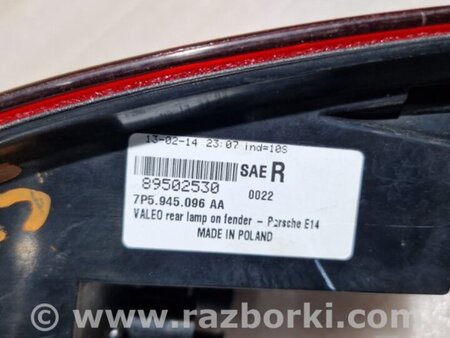 13-02-14 23:07 ind=10S
SAE R
89502530
0022
7P5.945.096 AA
VALEO rear lamp on fender - Porsche E14
MADE IN POLAND
www.razborki.com